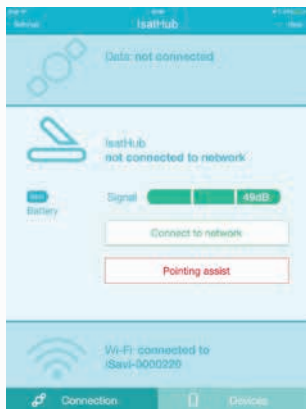 IsatHub
Data: not connected
IsatHub
not connected to network
Signal
49dB
Battery
Connect to network
Pointing assist
Wi-Fi: connected to
iSavi-0000220
Connection
Devices